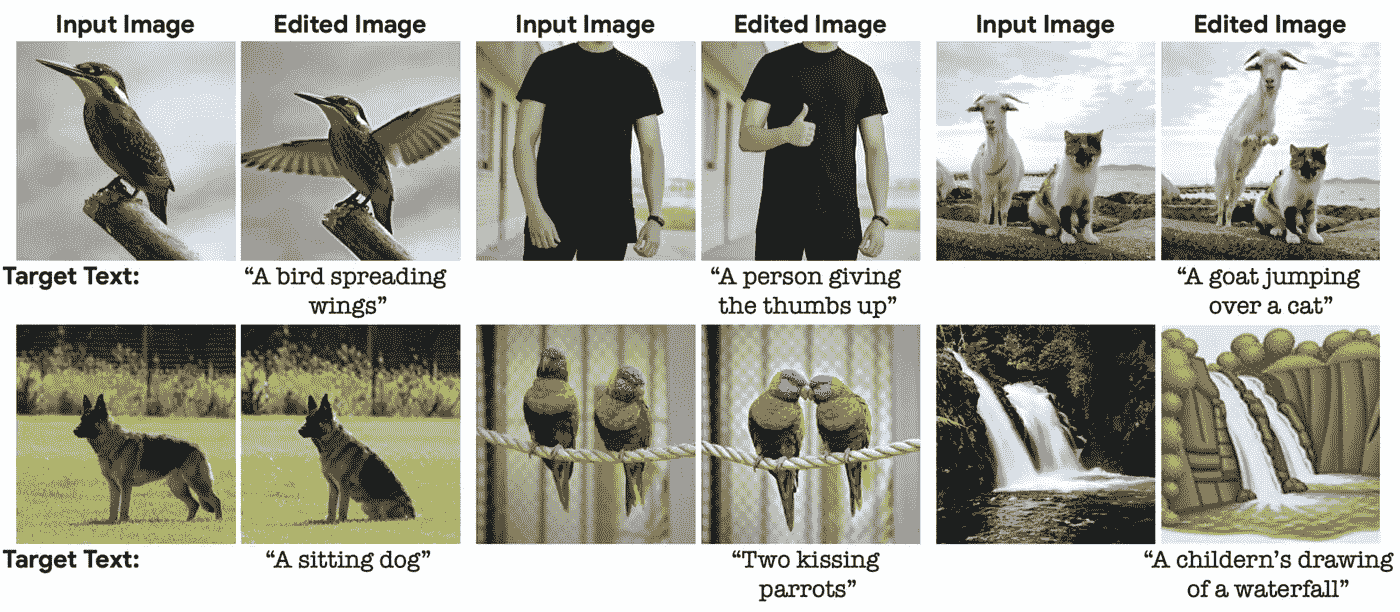 Input Image Edited Image Input Image Edited Image Input Image Edited Image
Target Text: “A bird spreading
wings”
“A person giving
the thumbs up”
“A goat jumping
over a cat”
Target Text: “A sitting dog”
“Two kissing
parrots”
“A childern’s drawing
of a waterfall”